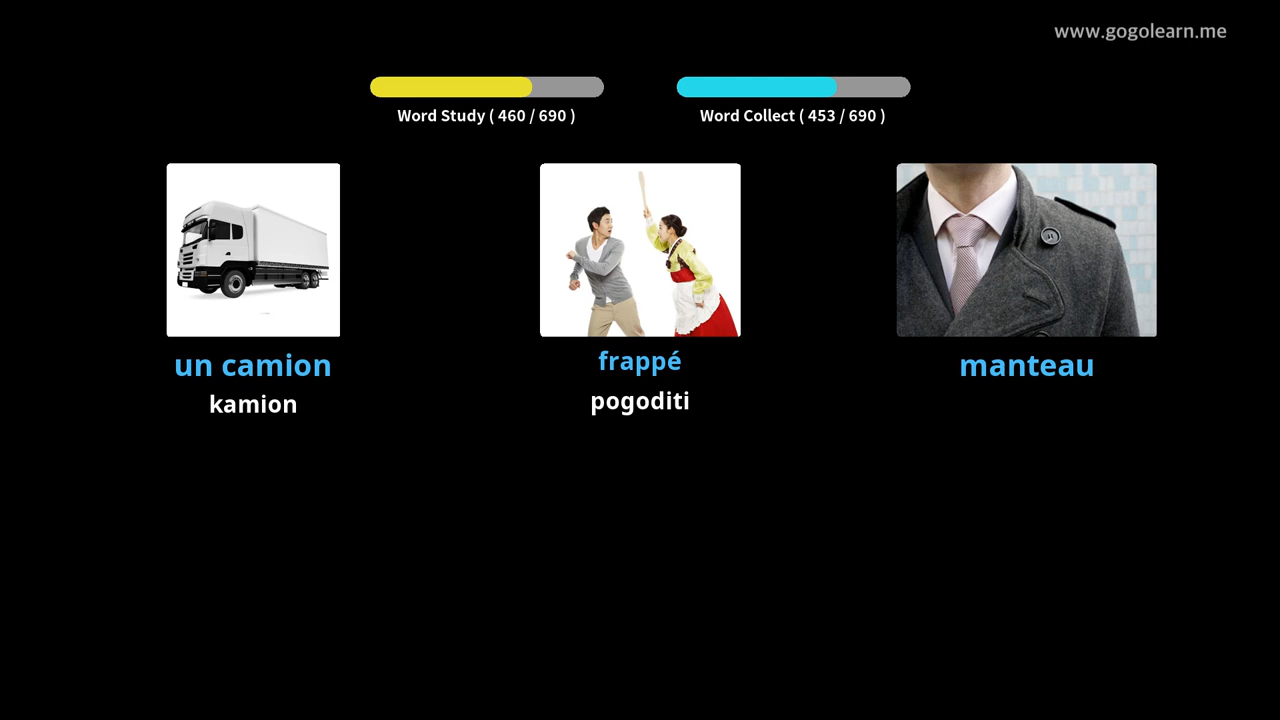 www.gogolearn.me
Word Study ( 460 / 690 )
Word Collect ( 453 / 690 )
un camion
kamion
frappé
pogoditi
manteau